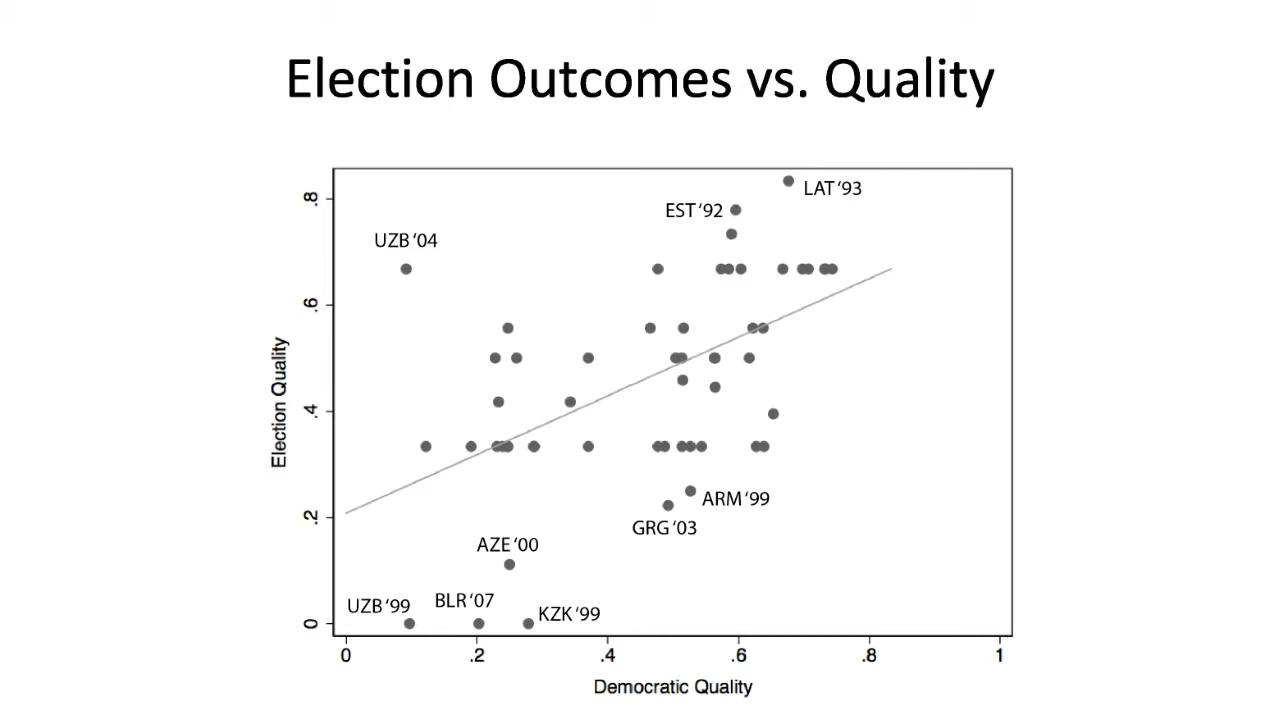 Election Outcomes vs. Quality
LAT ‘93
EST ‘92
UZB ‘04
ARM ‘99
GRG ‘03
AZE ‘00
UZB ‘99
BLR ‘07
KZK ‘99
Election Quality
.8
.6
.4
.2
0
0 .2 .4 .6 .8 1
Democratic Quality